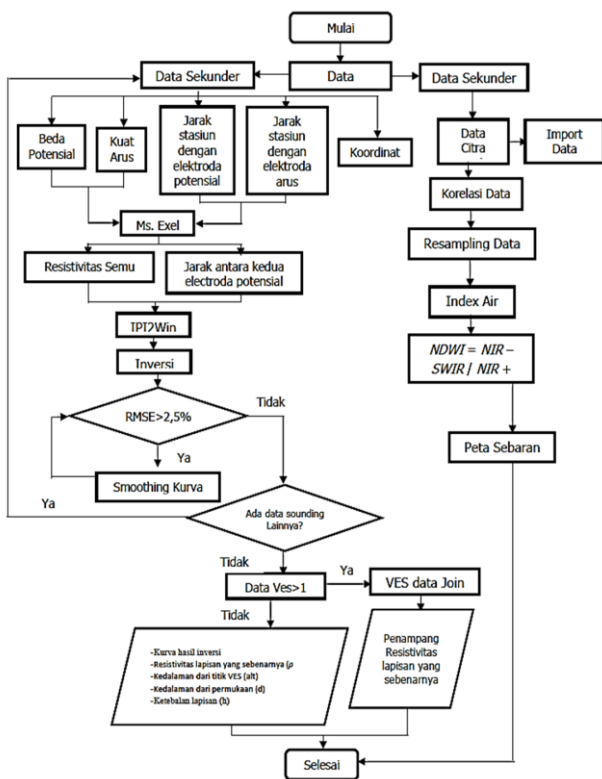 Mulai
Data Sekunder
Data
Data Sekunder
Beda
Potensial
Kuat
Arus
Jarak
stasiun
dengan
elektroda
potensial
Jarak
stasiun
dengan
elektroda
arus
Koordinat
Data
Citra
Import
Data
Korelasi Data
Ms. Exel
Resampling Data
Resistivitas Semu
Jarak antara kedua
electroda potensial
Index Air
IPI2Win
Inversi
NDWI = NIR –
SWIR / NIR +
Tidak
RMSE>2,5%
Ya
Peta Sebaran
Smoothing Kurva
Ya
Ada data sounding
Lainnya?
Tidak
Data Ves>1
Ya
VES data Join
Tidak
-Kurva hasil inversi
-Resistivitas lapisan yang sebenarnya (ρ
-Kedalaman dari titik VES (alt)
-Kedalaman dari permukaan (d)
-Ketebalan lapisan (h)
Penampang
Resistivitas
lapisan yang
sebenarnya
Selesai